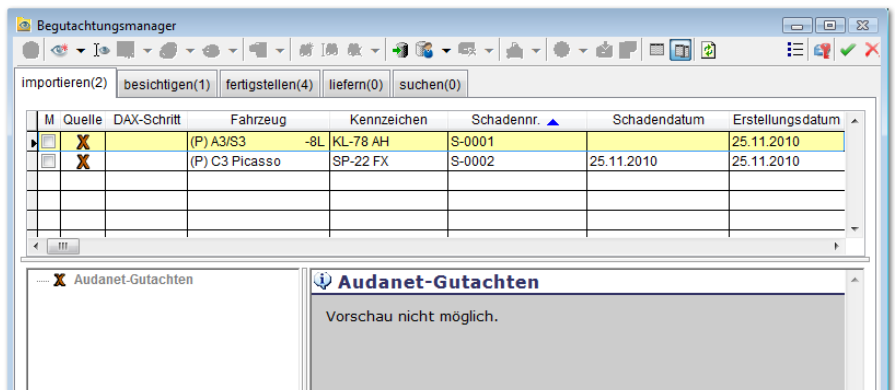 Begutachtungsmanager
importieren(2) besichtigen(1) fertigstellen(4) liefern(0) suchen(0)
M Quelle DAX-Schritt Fahrzeug Kennzeichen Schadennr. Schadendatum Erstellungsdatum
X (P) A3/S3 -8L KL-78 AH S-0001 25.11.2010
X (P) C3 Picasso SP-22 FX S-0002 25.11.2010 25.11.2010
X Audanet-Gutachten
Audanet-Gutachten
Vorschau nicht möglich.